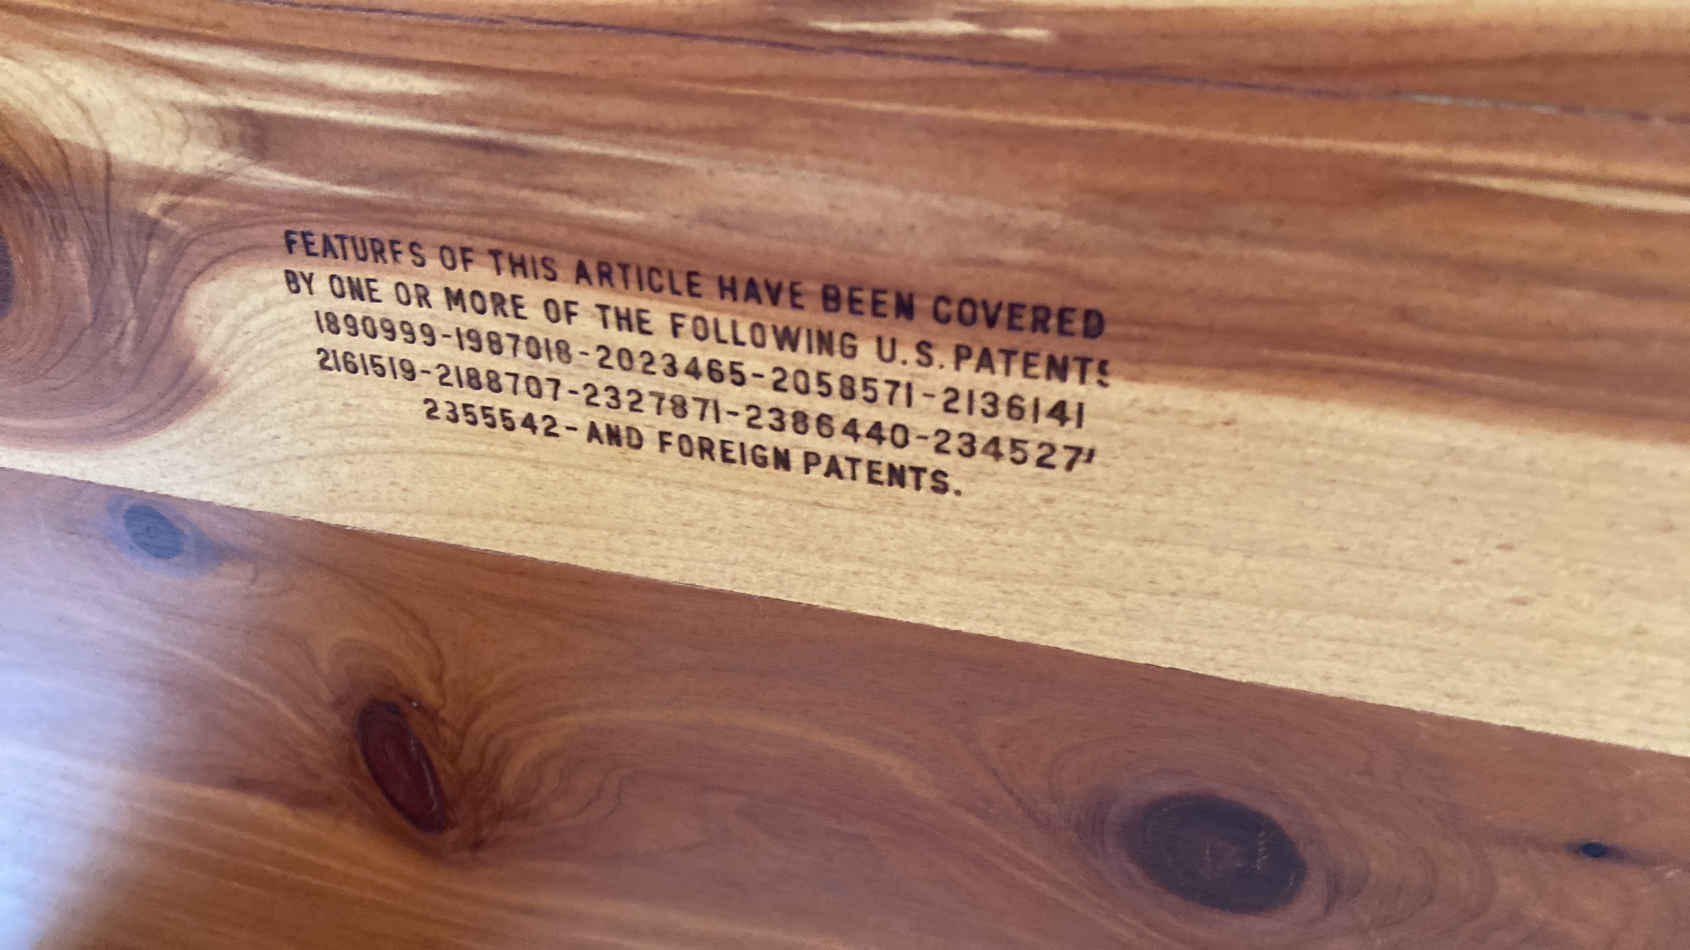 FEATURES OF THIS ARTICLE HAVE BEEN COVERED
BY ONE OR MORE OF THE FOLLOWING U.S. PATENTS
1890999-1987018-2023465-2058571-2136141
2161519-2188707-2327871-2386440-234527
2355542-AND FOREIGN PATENTS.